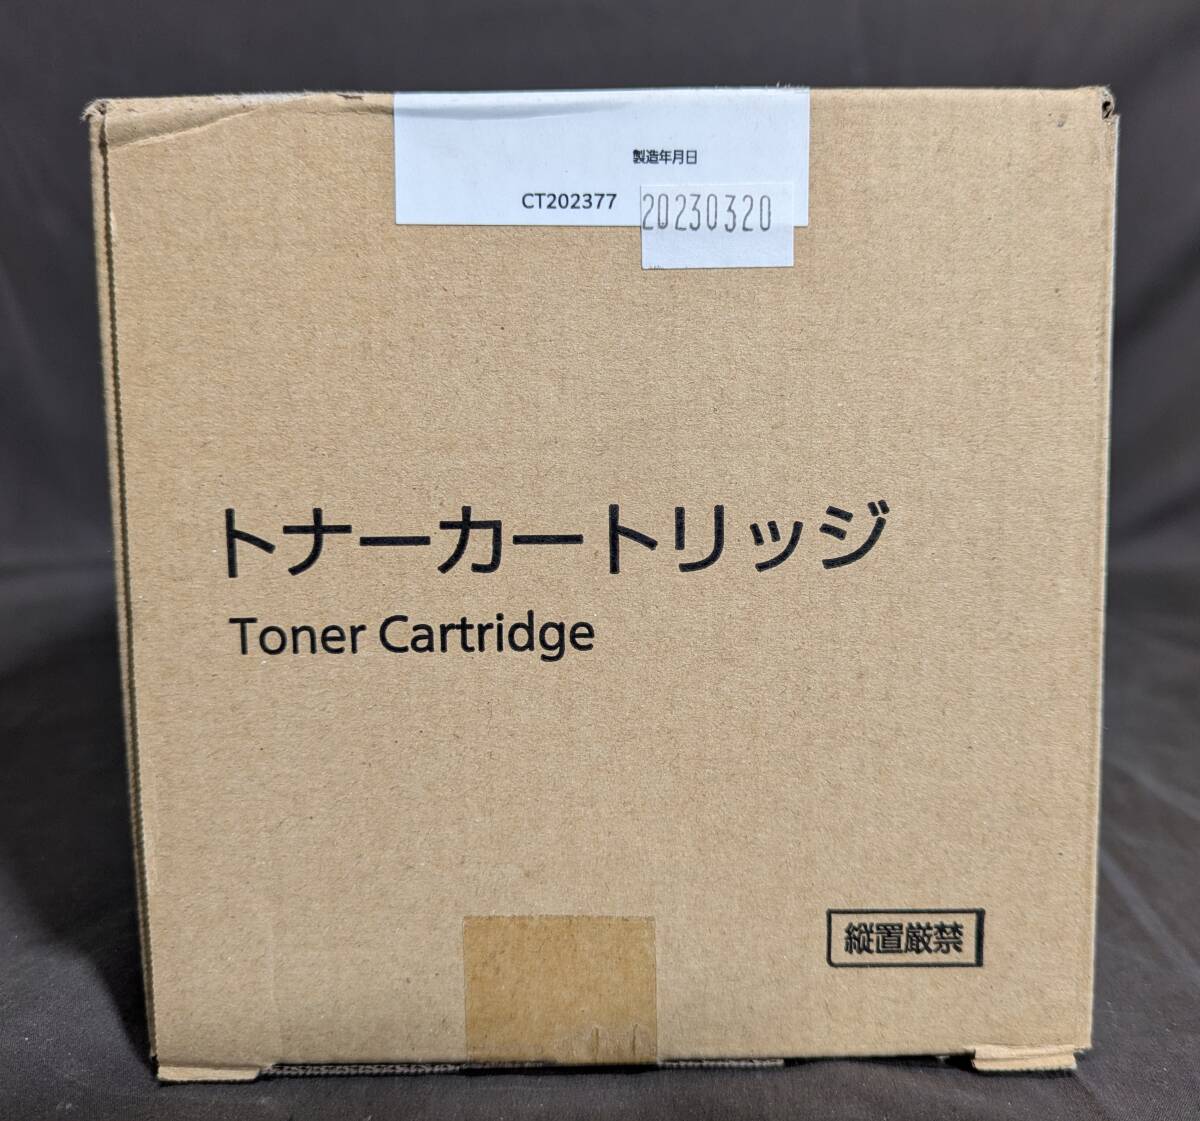 製造年月日
CT202377 20230320
トナーカートリッジ
Toner Cartridge
縦置厳禁